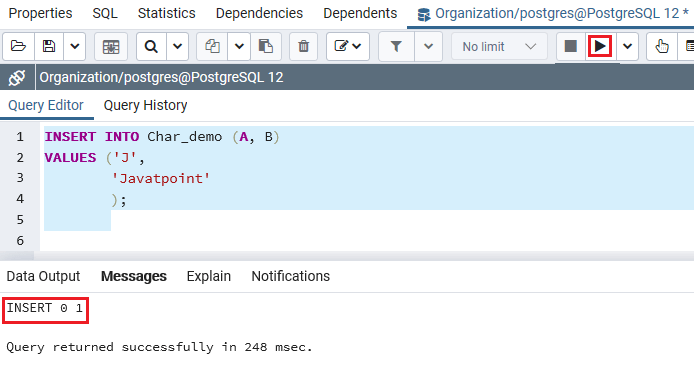 Properties SQL Statistics Dependencies Dependents Organization/postgres@PostgreSQL 12 *
No limit
Organization/postgres@PostgreSQL 12
Query Editor Query History
1 INSERT INTO Char_demo (A, B)
2 VALUES ('J',
3 'Javatpoint'
4 );
5
6
Data Output Messages Explain Notifications
INSERT 0 1
Query returned successfully in 248 msec.